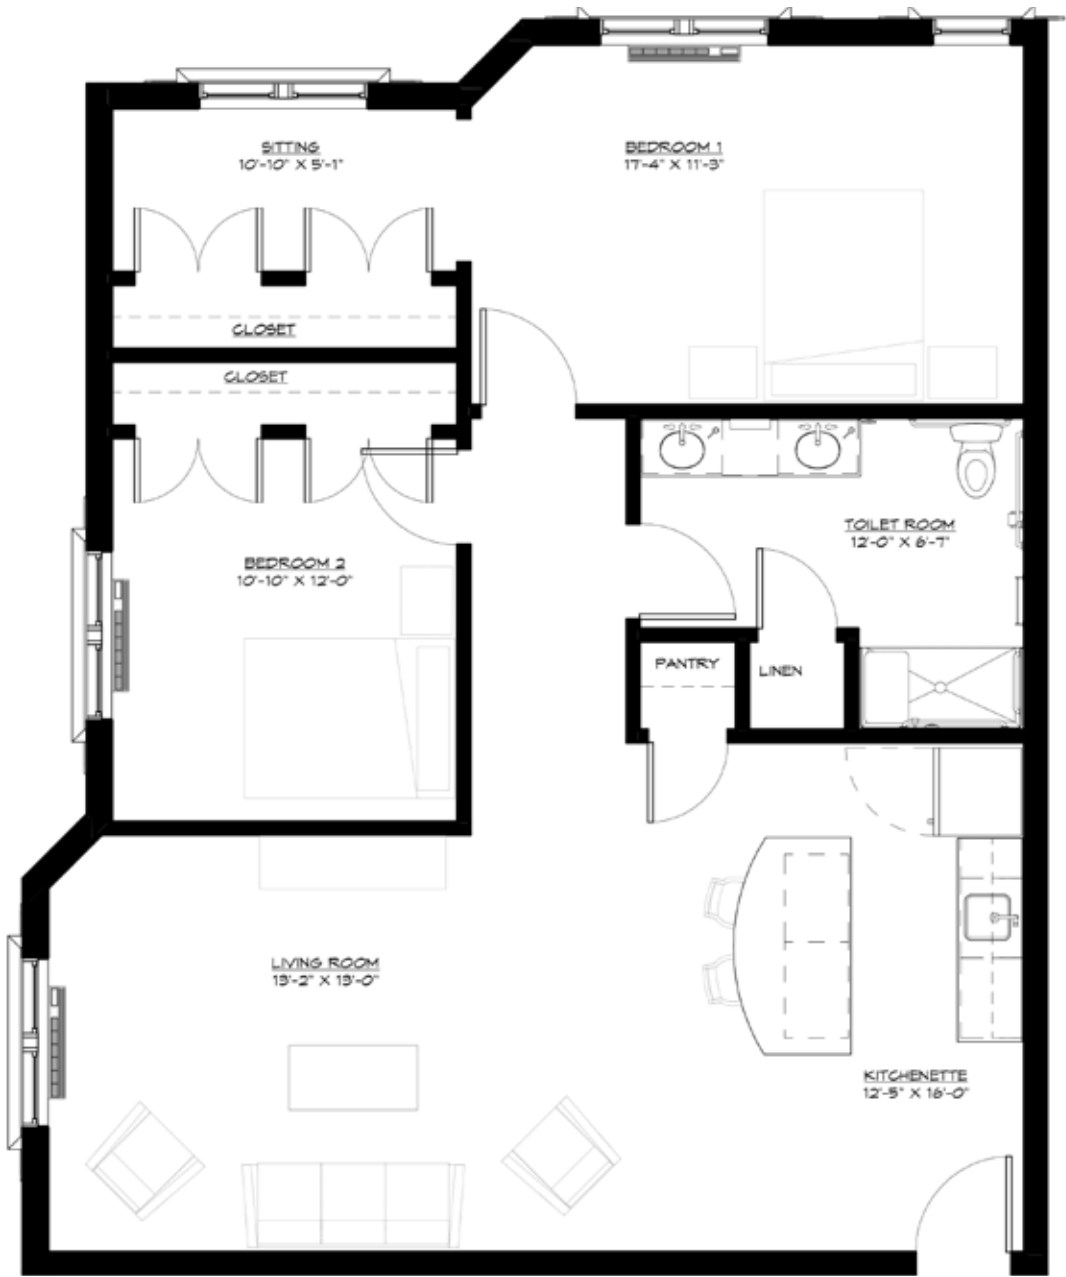 SITTING
10'-10" X 5'-1"
BEDROOM 1
17'-4" X 11'-3"
CLOSET
CLOSET
TOILET ROOM
12'-0" X 6'-7"
BEDROOM 2
10'-10" X 12'-0"
PANTRY
LINEN
LIVING ROOM
13'-2" X 13'-0"
KITCHENETTE
12'-5" X 16'-0"